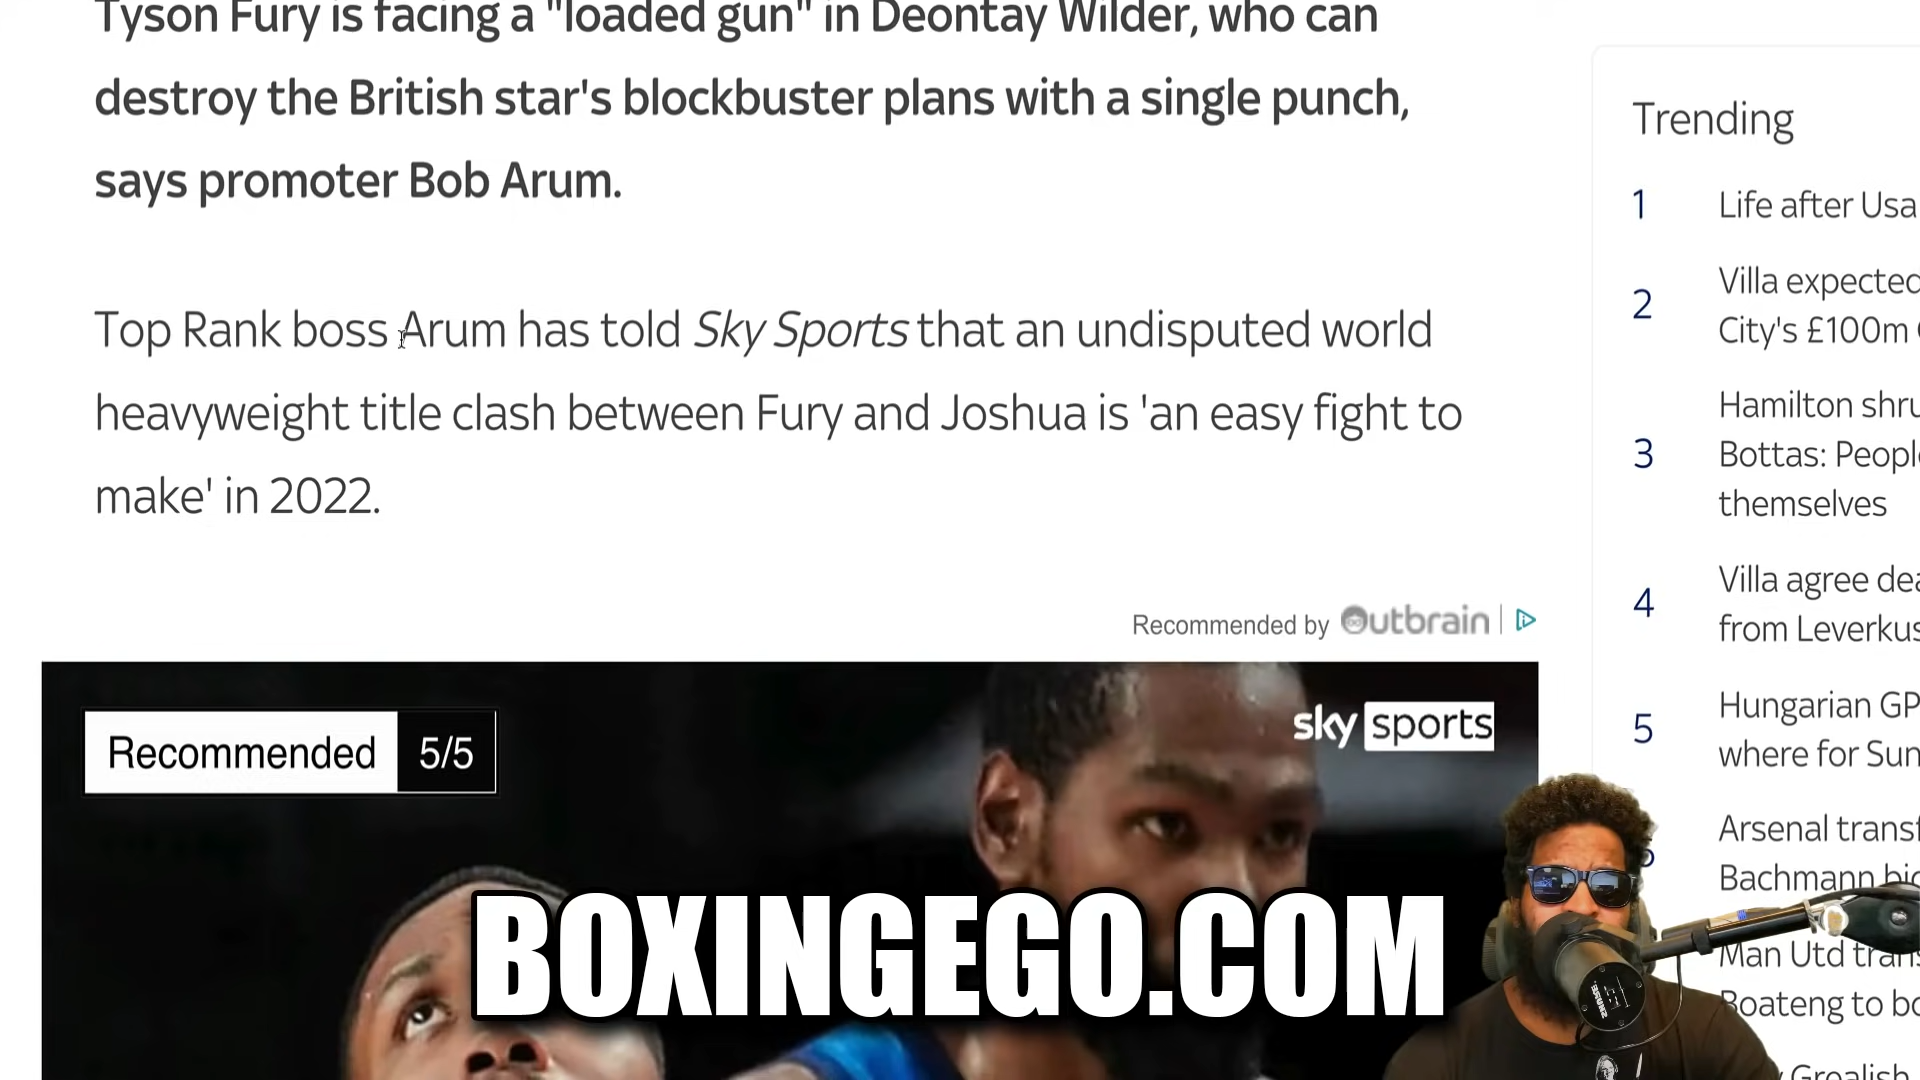 Tyson Fury is facing a "loaded gun" in Deontay Wilder, who can
destroy the British star's blockbuster plans with a single punch,
says promoter Bob Arum.
Top Rank boss Arum has told Sky Sports that an undisputed world
heavyweight title clash between Fury and Joshua is 'an easy fight to
make' in 2022.
Recommended by Outbrain
Recommended 5/5
sky sports
BOXINGEGO.COM
Trending
1 Life after Usa
2 Villa expected
City's £100m
3 Hamilton shru
Bottas: Peopl
themselves
4 Villa agree dea
from Leverkus
5 Hungarian GP
where for Sun
Arsenal transf
Bachmann bid
Man Utd trans
Boateng to bo
Grealish
SHURE